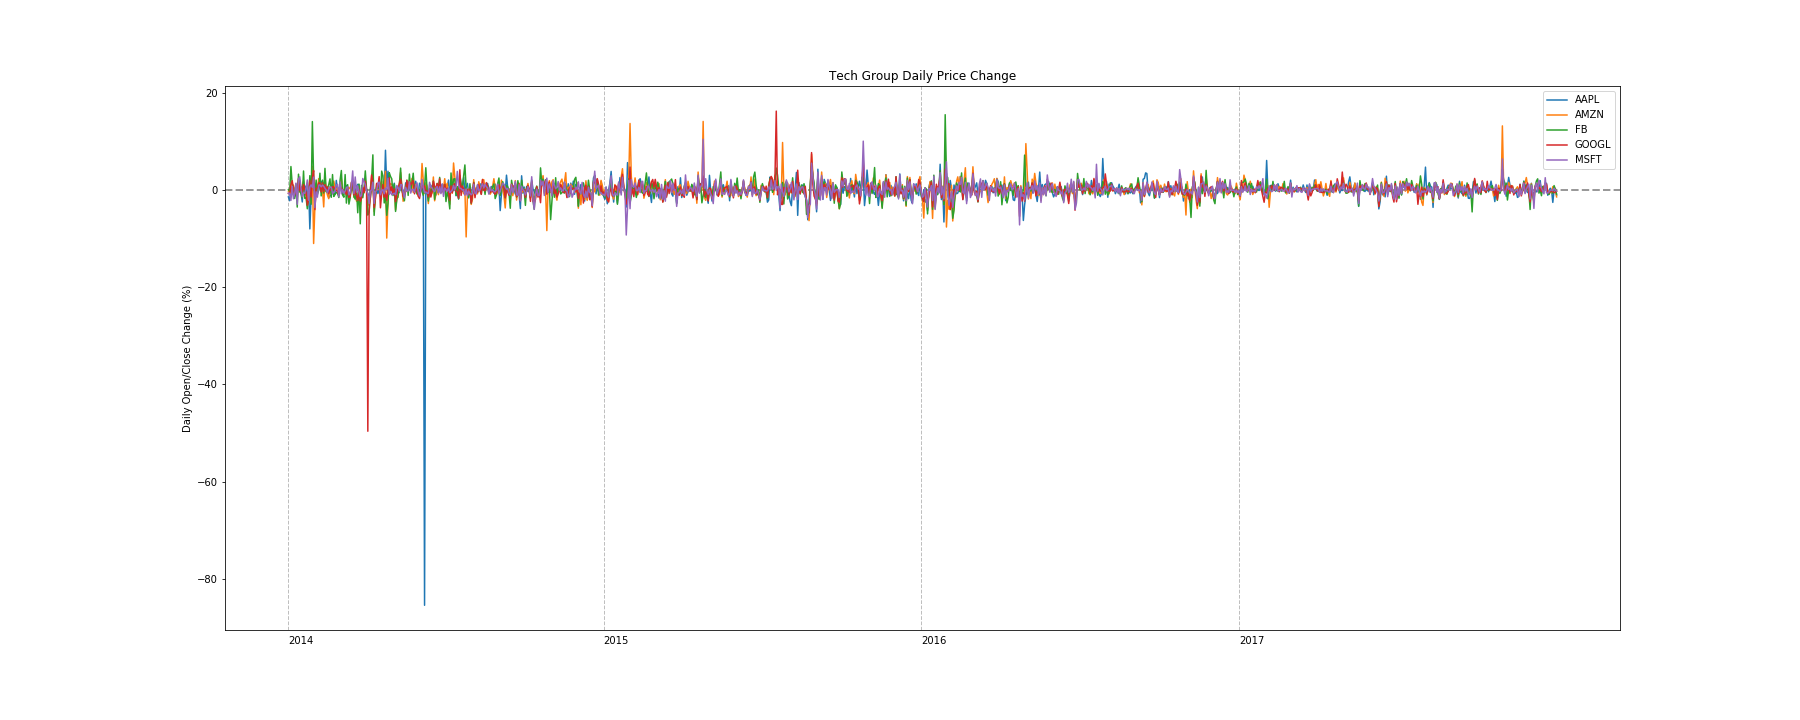 Tech Group Daily Price Change
Daily Open/Close Change (%)
20
0
−20
−40
−60
−80
2014
2015
2016
2017
AAPL
AMZN
FB
GOOGL
MSFT